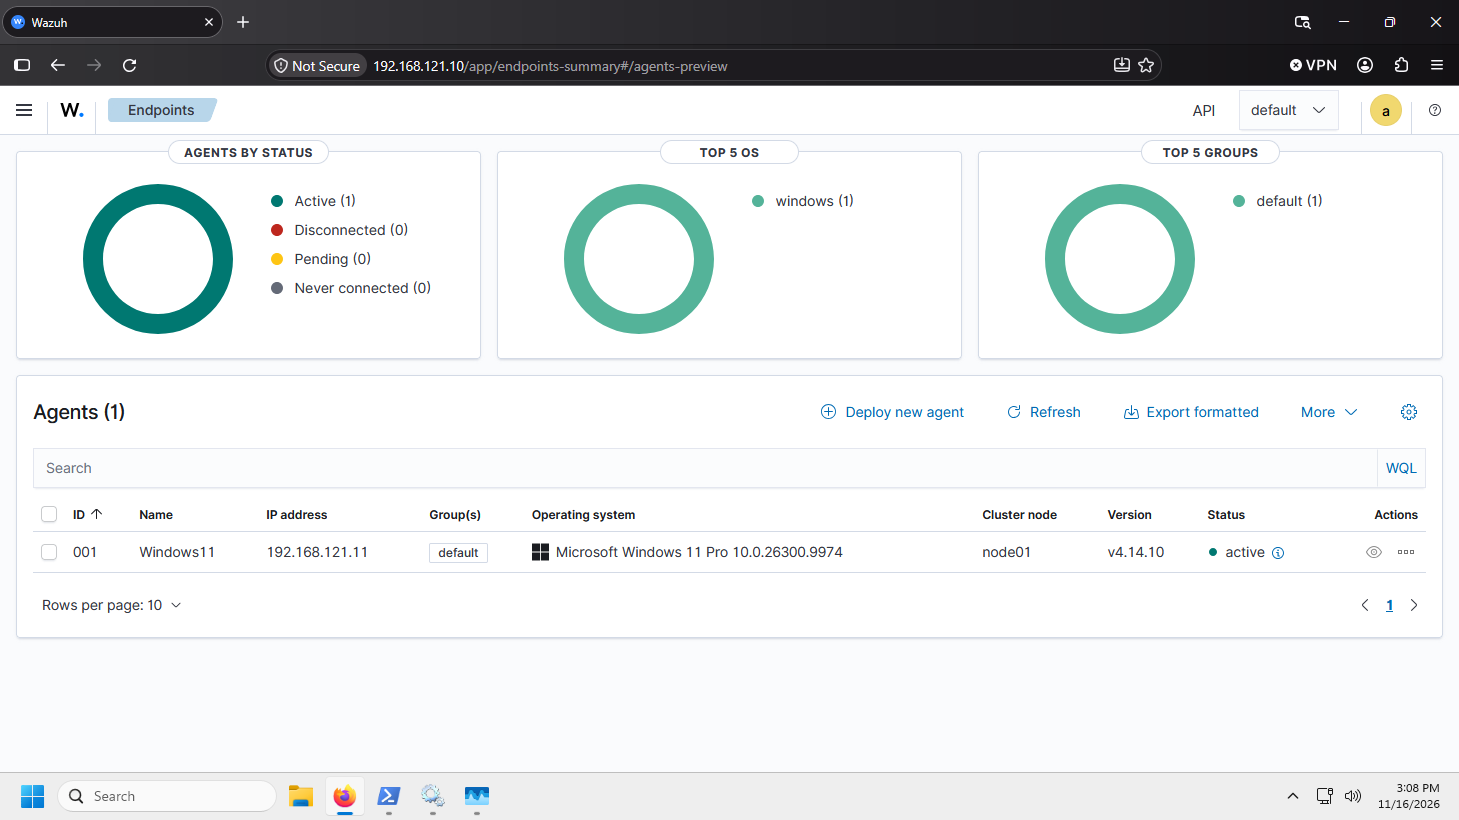 Wazuh
Not Secure 192.168.121.10/app/endpoints-summary#/agents-preview VPN
W. Endpoints API default a
AGENTS BY STATUS
Active (1)
Disconnected (0)
Pending (0)
Never connected (0)
TOP 5 OS
windows (1)
TOP 5 GROUPS
default (1)
Agents (1) Deploy new agent Refresh Export formatted More
Search WQL
ID Name IP address Group(s) Operating system Cluster node Version Status Actions
001 Windows11 192.168.121.11 default Microsoft Windows 11 Pro 10.0.26300.9974 node01 v4.14.10 active
Rows per page: 10 1
Search 3:08 PM
11/16/2026